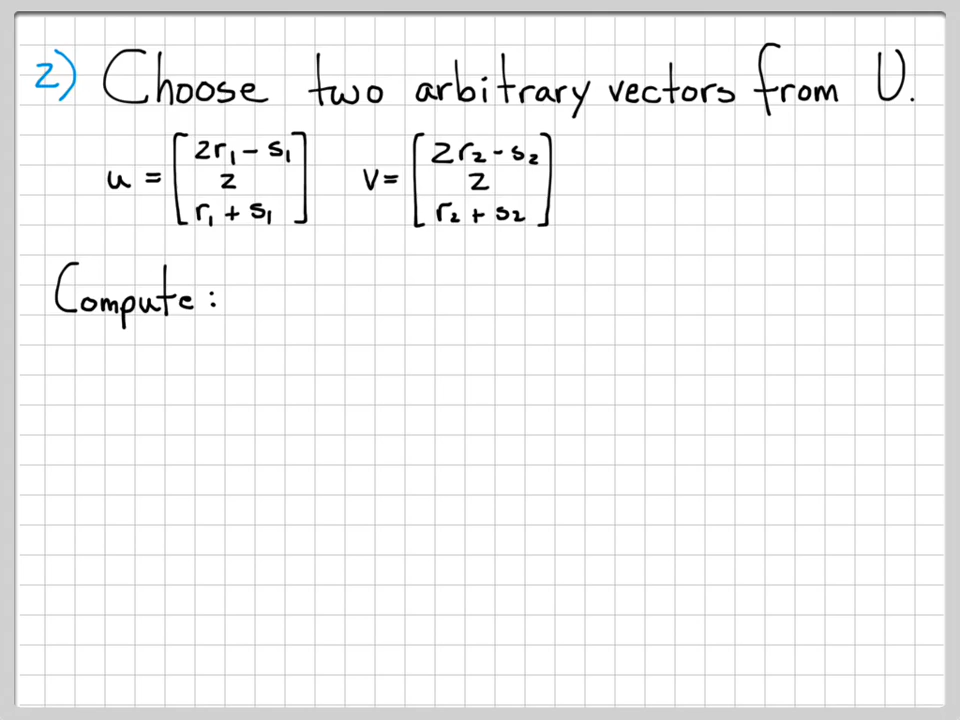 2) Choose two arbitrary vectors from U.
u = [2r₁ - s₁; 2; r₁ + s₁] v = [2r₂ - s₂; 2; r₂ + s₂]
Compute: